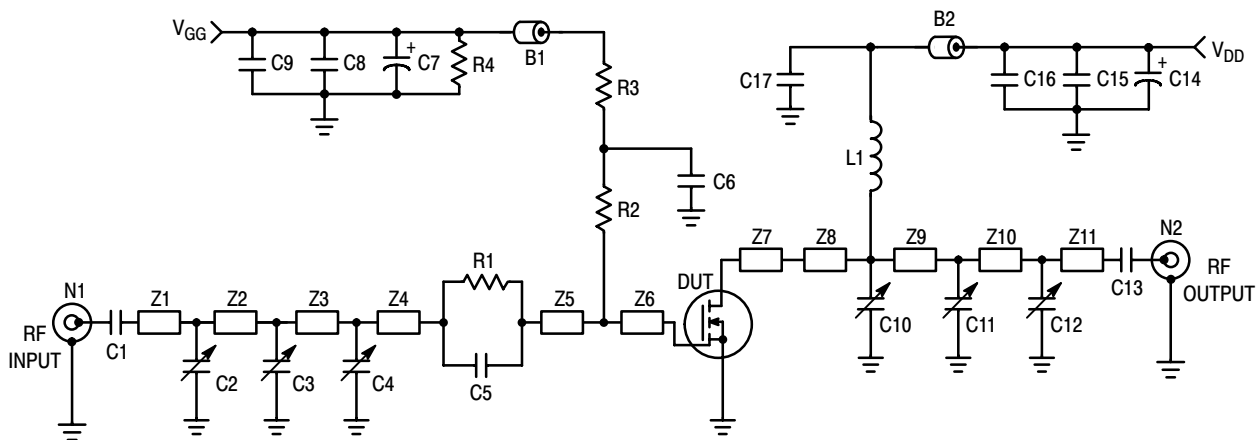 VGG
C9
C8
+
C7
R4
B1
R3
C6
R2
B2
VDD
C17
C16
C15
+
C14
L1
N1
RF
INPUT
C1
Z1
Z2
Z3
Z4
C2
C3
C4
R1
C5
Z5
Z6
DUT
Z7
Z8
Z9
Z10
Z11
C10
C11
C12
C13
N2
RF
OUTPUT